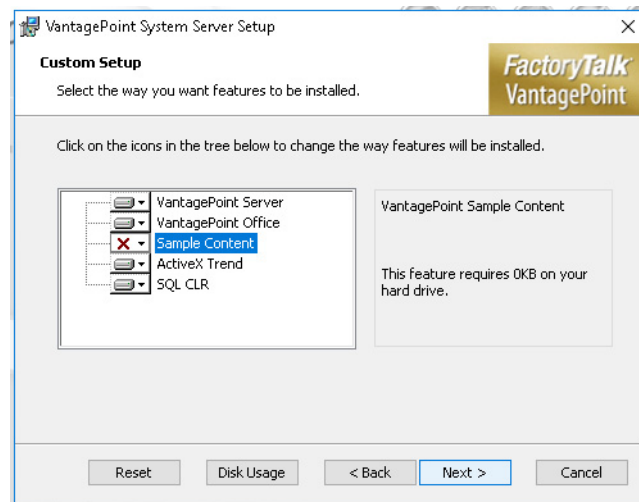 VantagePoint System Server Setup
Custom Setup
Select the way you want features to be installed.
FactoryTalk
VantagePoint
Click on the icons in the tree below to change the way features will be installed.
VantagePoint Server
VantagePoint Office
Sample Content
ActiveX Trend
SQL CLR
VantagePoint Sample Content
This feature requires 0KB on your
hard drive.
Reset
Disk Usage
< Back
Next >
Cancel